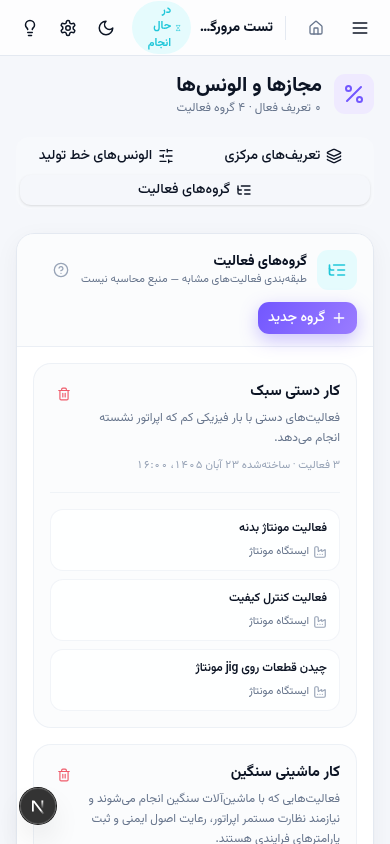 تست مرورگ...
در
حال
انجام
مجازها و الونس‌ها
۰ تعریف فعال · ۴ گروه فعالیت
تعریف‌های مرکزی
الونس‌های خط تولید
گروه‌های فعالیت
گروه‌های فعالیت
طبقه‌بندی فعالیت‌های مشابه — منبع محاسبه نیست
گروه جدید
کار دستی سبک
فعالیت‌های دستی با بار فیزیکی کم که اپراتور نشسته
انجام می‌دهد.
۳ فعالیت · ساخته‌شده ۲۳ آبان ۱۴۰۵، ۱۶:۰۰
فعالیت مونتاژ بدنه
ایستگاه مونتاژ
فعالیت کنترل کیفیت
ایستگاه مونتاژ
چیدن قطعات روی jig مونتاژ
ایستگاه مونتاژ
کار ماشینی سنگین
فعالیت‌هایی که با ماشین‌آلات سنگین انجام می‌شوند و
نیازمند نظارت مستمر اپراتور، رعایت اصول ایمنی و ثبت
پارامترهای فرایندی هستند.
N